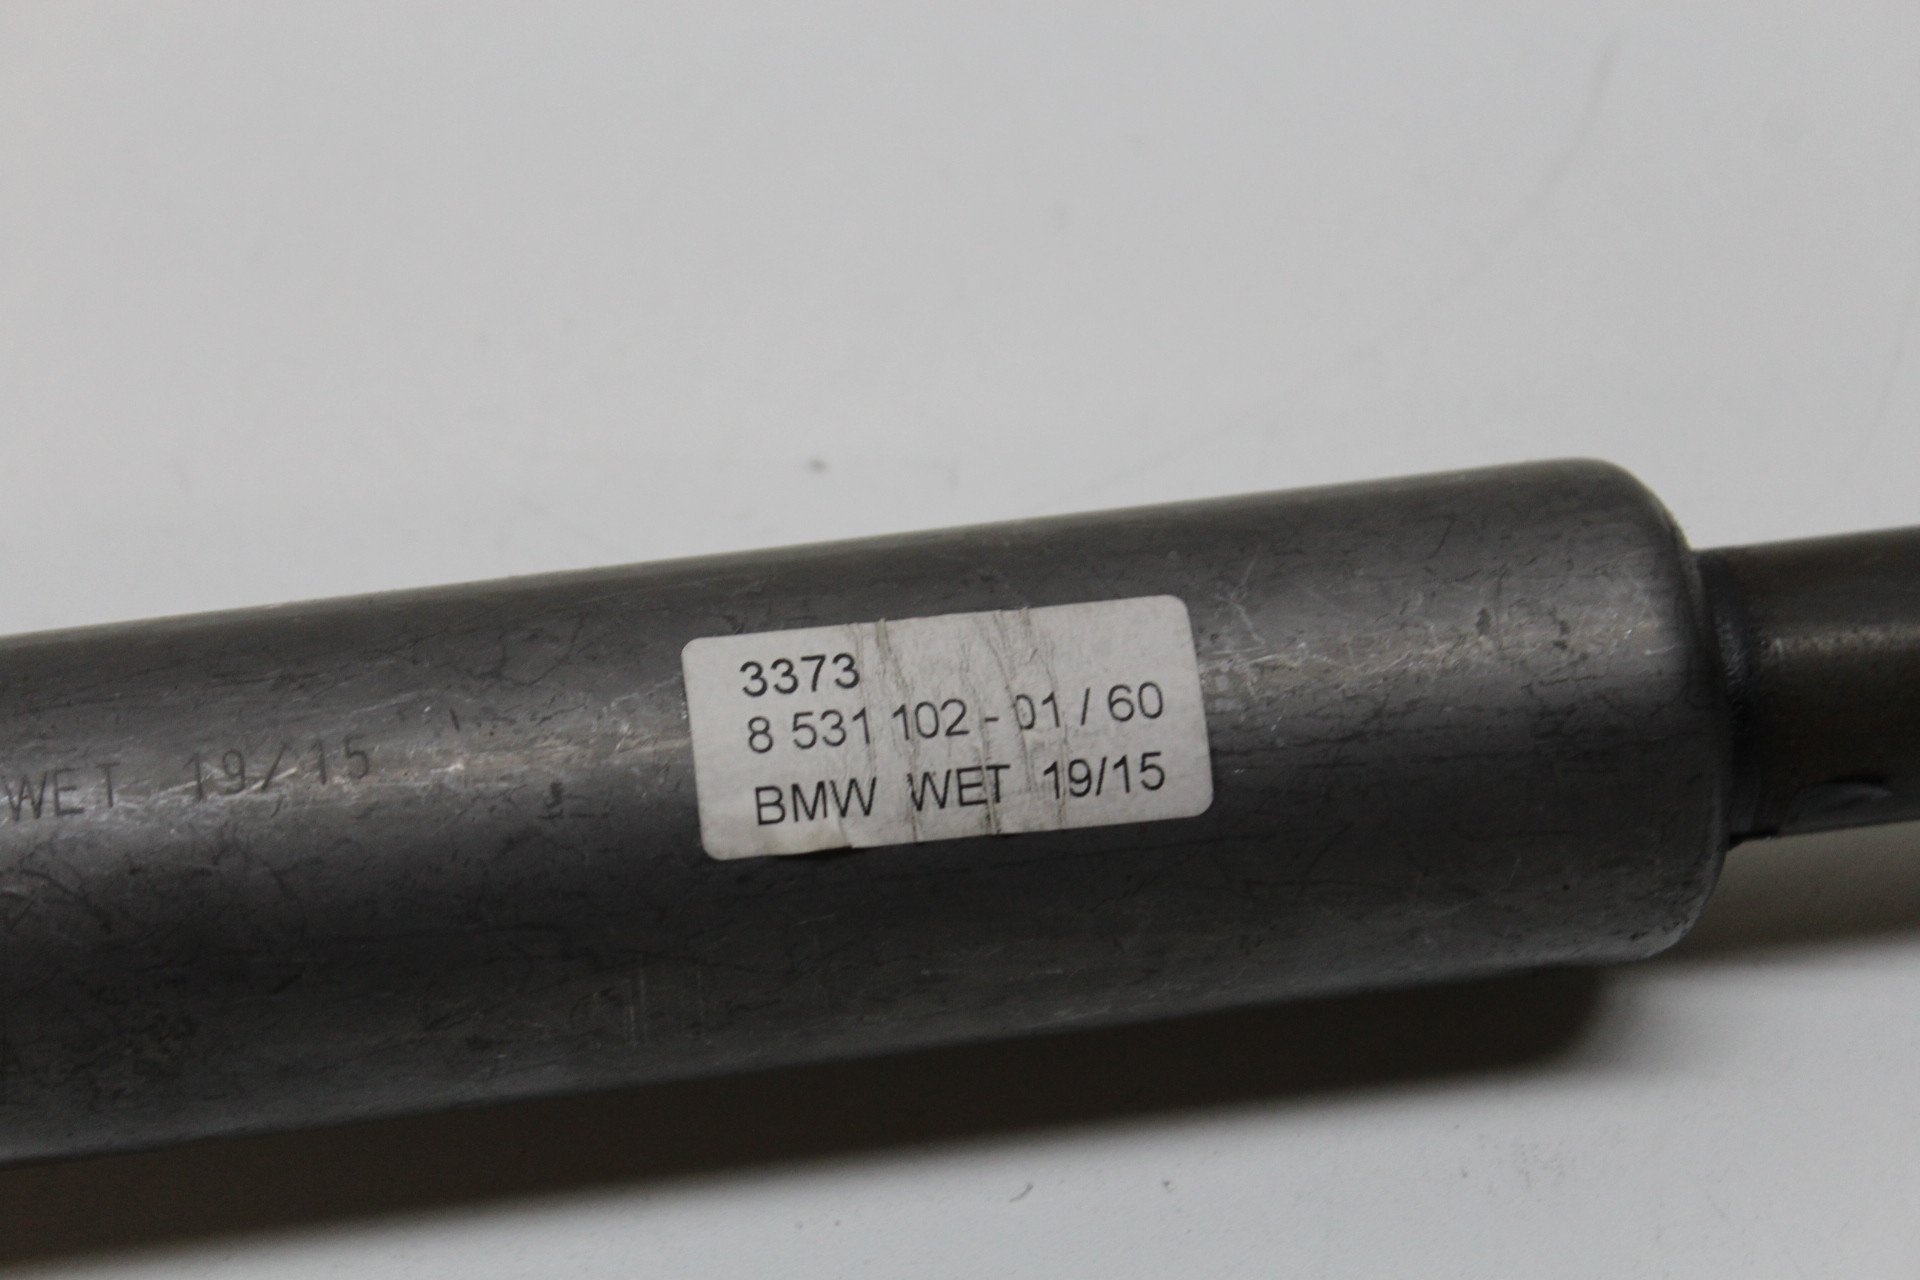 3373
8 531 102 - 01 / 60
BMW WET 19/15
WET 19/15